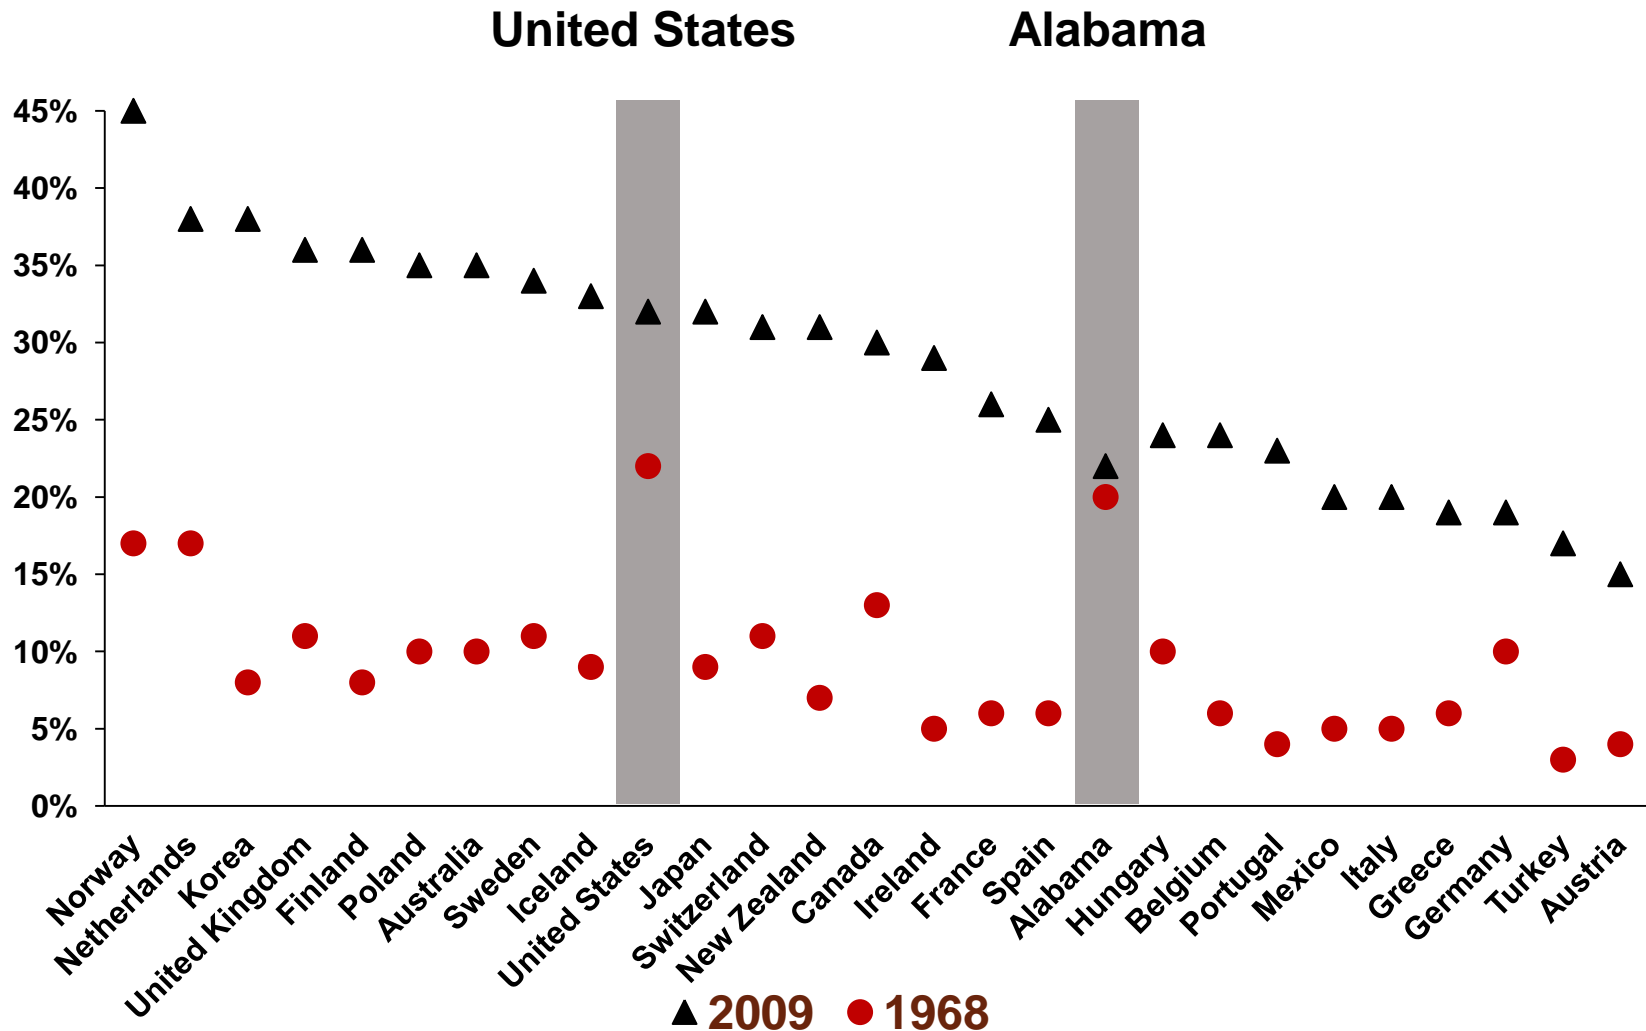 United States Alabama
45%
40%
35%
30%
25%
20%
15%
10%
5%
0%
Norway
Netherlands
Korea
United Kingdom
Finland
Poland
Australia
Sweden
Iceland
United States
Japan
Switzerland
New Zealand
Canada
Ireland
France
Spain
Alabama
Hungary
Belgium
Portugal
Mexico
Italy
Greece
Germany
Turkey
Austria
2009 1968